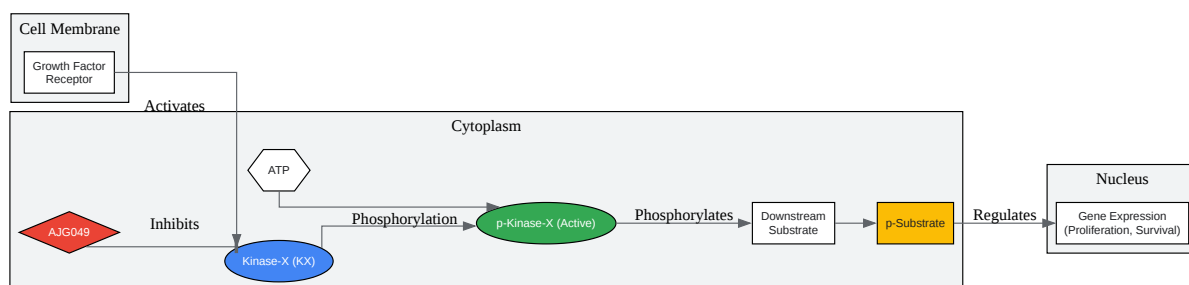 Cell Membrane
Growth Factor
Receptor
Activates
Cytoplasm
ATP
AJG049
Inhibits
Kinase-X (KX)
Phosphorylation
p-Kinase-X (Active)
Phosphorylates
Downstream
Substrate
p-Substrate
Regulates
Nucleus
Gene Expression
(Proliferation, Survival)